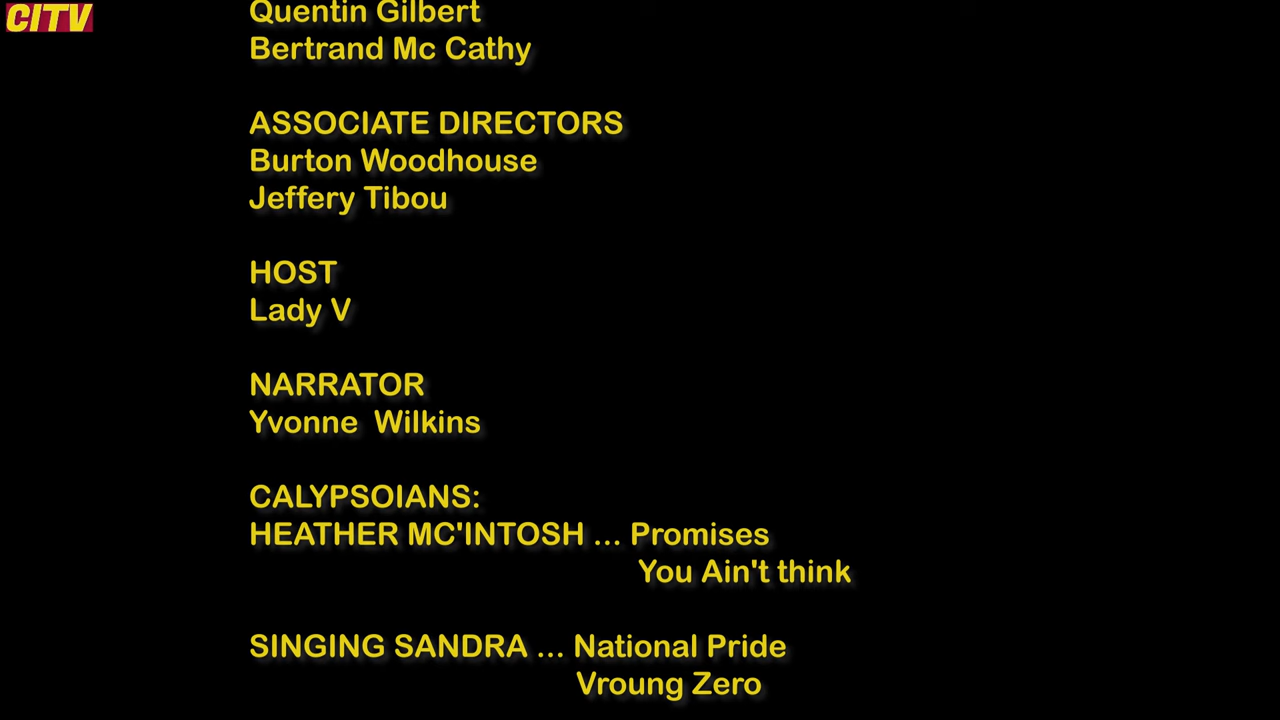 CITV
Quentin Gilbert
Bertrand Mc Cathy
ASSOCIATE DIRECTORS
Burton Woodhouse
Jeffery Tibou
HOST
Lady V
NARRATOR
Yvonne  Wilkins
CALYPSOIANS:
HEATHER MC'INTOSH ... Promises
You Ain't think
SINGING SANDRA ... National Pride
Vroung Zero